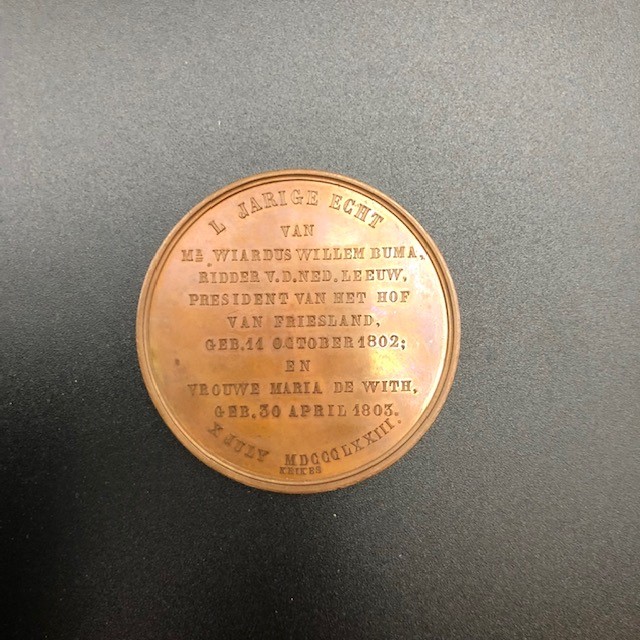 L JARIGE ECHT
VAN
MR. WIARDUS WILLEM BUMA,
RIDDER V.D. NED. LEEUW,
PRESIDENT VAN HET HOF
VAN FRIESLAND,
GEB. 11 OCTOBER 1802;
EN
VROUWE MARIA DE WITH,
GEB. 30 APRIL 1803.
X JULY MDCCCLXXIII.
KEIKES